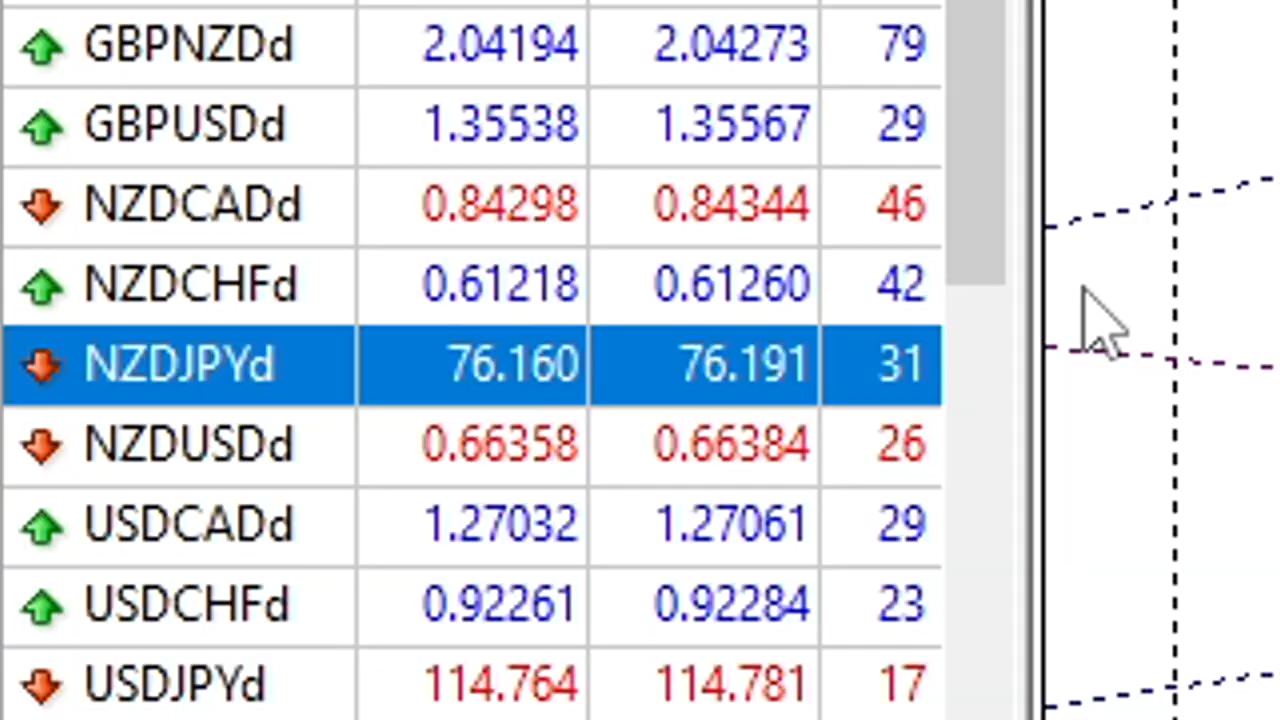 GBPNZDd 2.04194 2.04273 79
GBPUSDd 1.35538 1.35567 29
NZDCADd 0.84298 0.84344 46
NZDCHFd 0.61218 0.61260 42
NZDJPYd 76.160 76.191 31
NZDUSDd 0.66358 0.66384 26
USDCADd 1.27032 1.27061 29
USDCHFd 0.92261 0.92284 23
USDJPYd 114.764 114.781 17